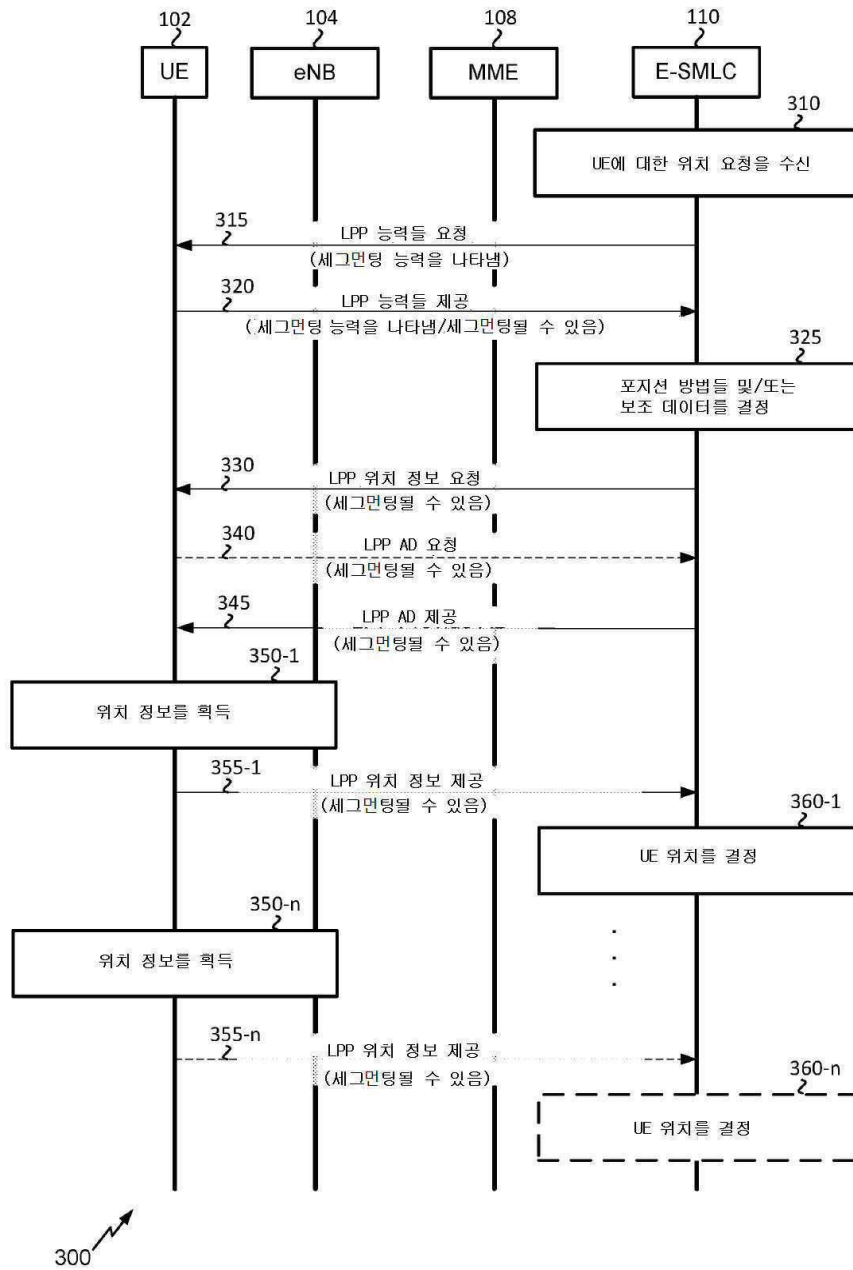 102
104
108
110
UE
eNB
MME
E-SMLC
310
UE에 대한 위치 요청을 수신
315
LPP 능력들 요청
(세그먼팅 능력을 나타냄)
320
LPP 능력들 제공
(세그먼팅 능력을 나타냄/세그먼팅될 수 있음)
325
포지션 방법들 및/또는
보조 데이터를 결정
330
LPP 위치 정보 요청
(세그먼팅될 수 있음)
340
LPP AD 요청
(세그먼팅될 수 있음)
345
LPP AD 제공
(세그먼팅될 수 있음)
350-1
위치 정보를 획득
355-1
LPP 위치 정보 제공
(세그먼팅될 수 있음)
360-1
UE 위치를 결정
350-n
위치 정보를 획득
355-n
LPP 위치 정보 제공
(세그먼팅될 수 있음)
360-n
UE 위치를 결정
300